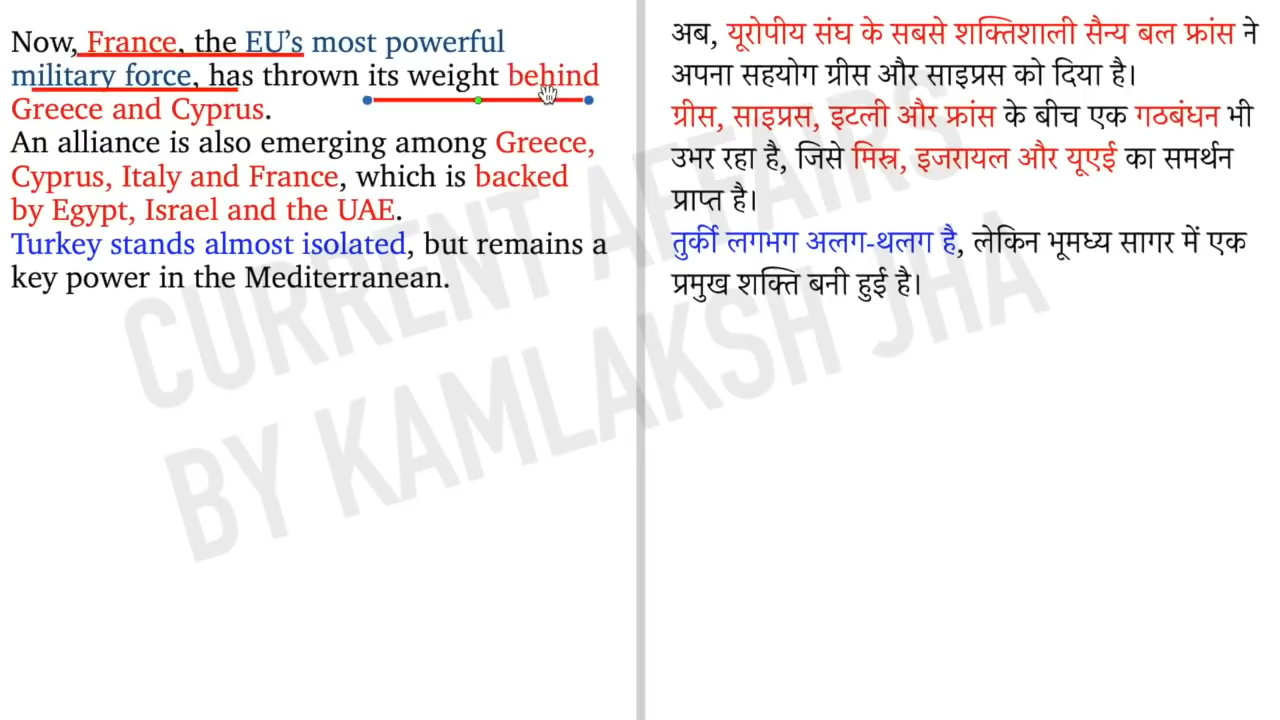 Now, France, the EU's most powerful
military force, has thrown its weight behind
Greece and Cyprus.
An alliance is also emerging among Greece,
Cyprus, Italy and France, which is backed
by Egypt, Israel and the UAE.
Turkey stands almost isolated, but remains a
key power in the Mediterranean.
अब, यूरोपीय संघ के सबसे शक्तिशाली सैन्य बल फ्रांस ने
अपना सहयोग ग्रीस और साइप्रस को दिया है।
ग्रीस, साइप्रस, इटली और फ्रांस के बीच एक गठबंधन भी
उभर रहा है, जिसे मिस्र, इजरायल और यूएई का समर्थन
प्राप्त है।
तुर्की लगभग अलग-थलग है, लेकिन भूमध्य सागर में एक
प्रमुख शक्ति बनी हुई है।
CURRENT AFFAIRS
BY KAMLAKSH JHA